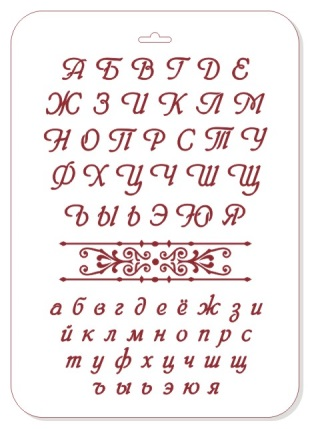 А Б В Г Д Е
Ж З И К Л М
Н О П Р С Т У
Ф Х Ц Ч Ш Щ
Ъ Ы Ь Э Ю Я
а б в г д е ё ж з и
й к л м н о п р с
т у ф х ц ч ш щ
ъ ы ь э ю я